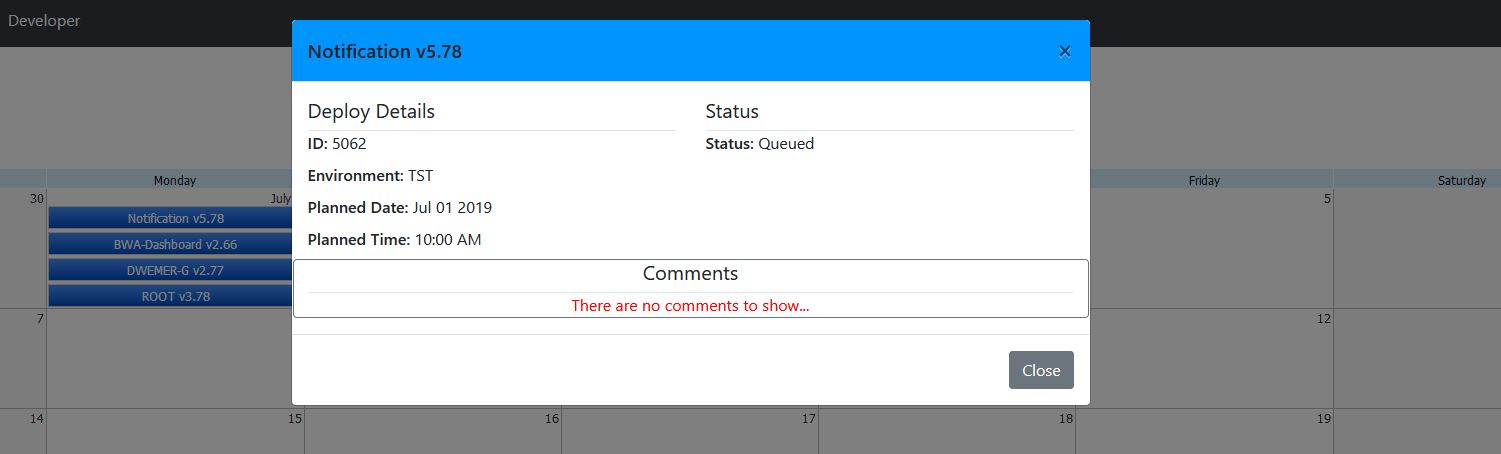 Developer
Notification v5.78
×
Deploy Details
Status
ID: 5062
Status: Queued
Environment: TST
Planned Date: Jul 01 2019
Planned Time: 10:00 AM
Comments
There are no comments to show...
Close
Monday
Friday
Saturday
30
July
5
Notification v5.78
BWA-Dashboard v2.66
DWEMER-G v2.77
ROOT v3.78
7
12
14
15
16
17
18
19